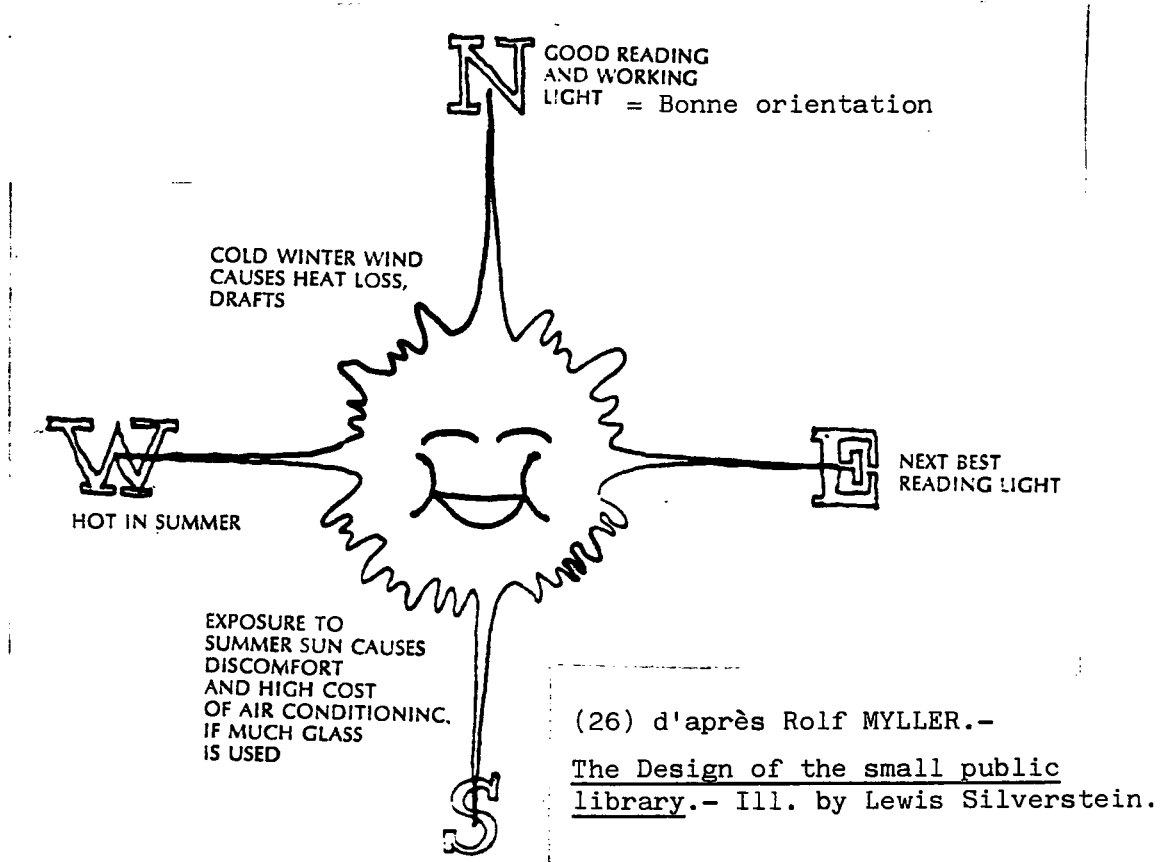 N
GOOD READING
AND WORKING
LIGHT = Bonne orientation
COLD WINTER WIND
CAUSES HEAT LOSS,
DRAFTS
W
HOT IN SUMMER
E
NEXT BEST
READING LIGHT
EXPOSURE TO
SUMMER SUN CAUSES
DISCOMFORT
AND HIGH COST
OF AIR CONDITIONINC,
IF MUCH GLASS
IS USED
S
(26) d'après Rolf MYLLER.-
The Design of the small public
library.- Ill. by Lewis Silverstein.